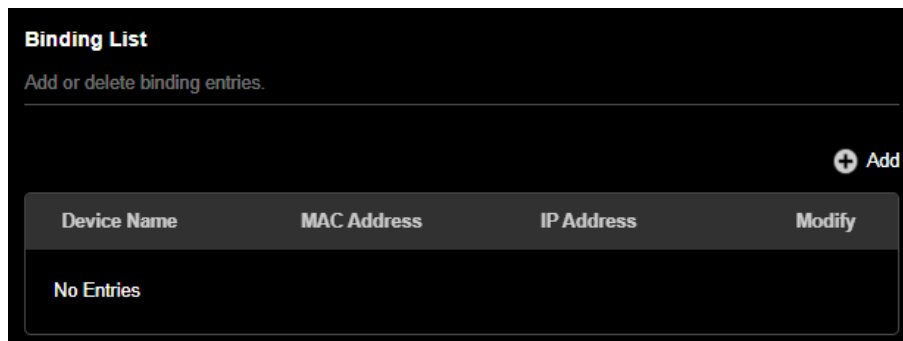 Binding List
Add or delete binding entries.
Add
Device Name MAC Address IP Address Modify
No Entries